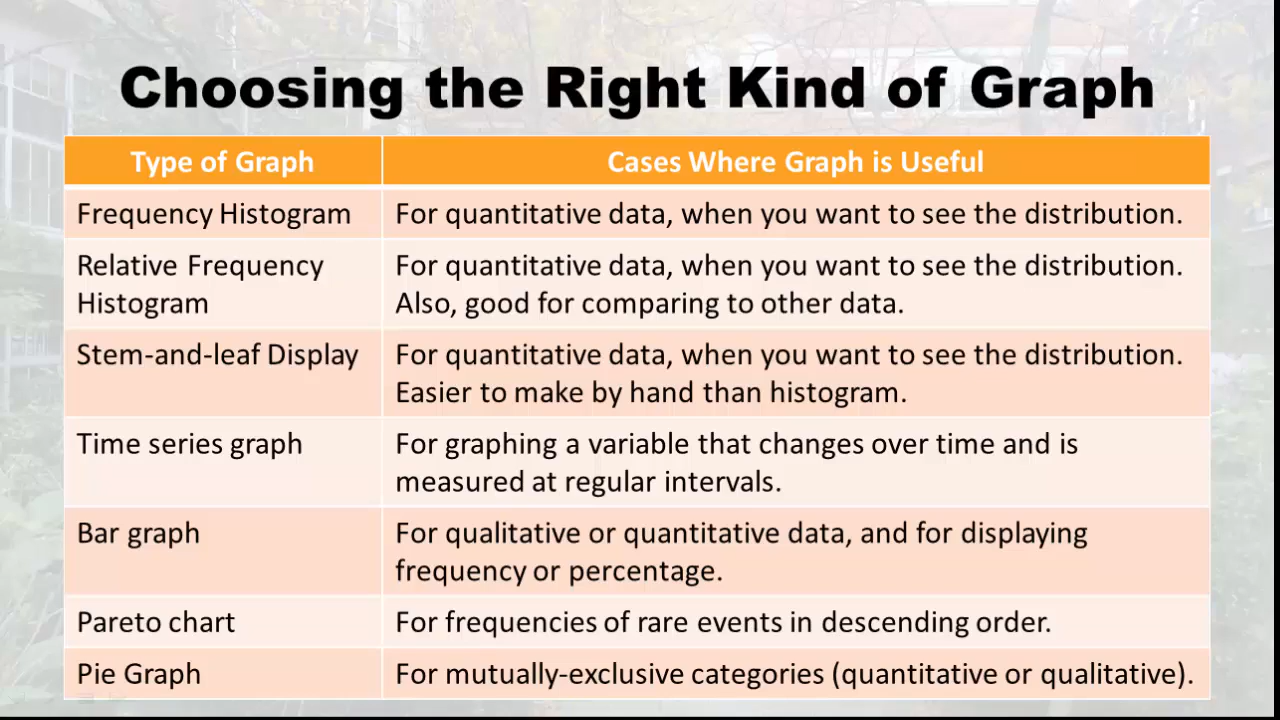 Choosing the Right Kind of Graph
Type of Graph
Cases Where Graph is Useful
Frequency Histogram
For quantitative data, when you want to see the distribution.
Relative Frequency
Histogram
For quantitative data, when you want to see the distribution.
Also, good for comparing to other data.
Stem-and-leaf Display
For quantitative data, when you want to see the distribution.
Easier to make by hand than histogram.
Time series graph
For graphing a variable that changes over time and is
measured at regular intervals.
Bar graph
For qualitative or quantitative data, and for displaying
frequency or percentage.
Pareto chart
For frequencies of rare events in descending order.
Pie Graph
For mutually-exclusive categories (quantitative or qualitative).